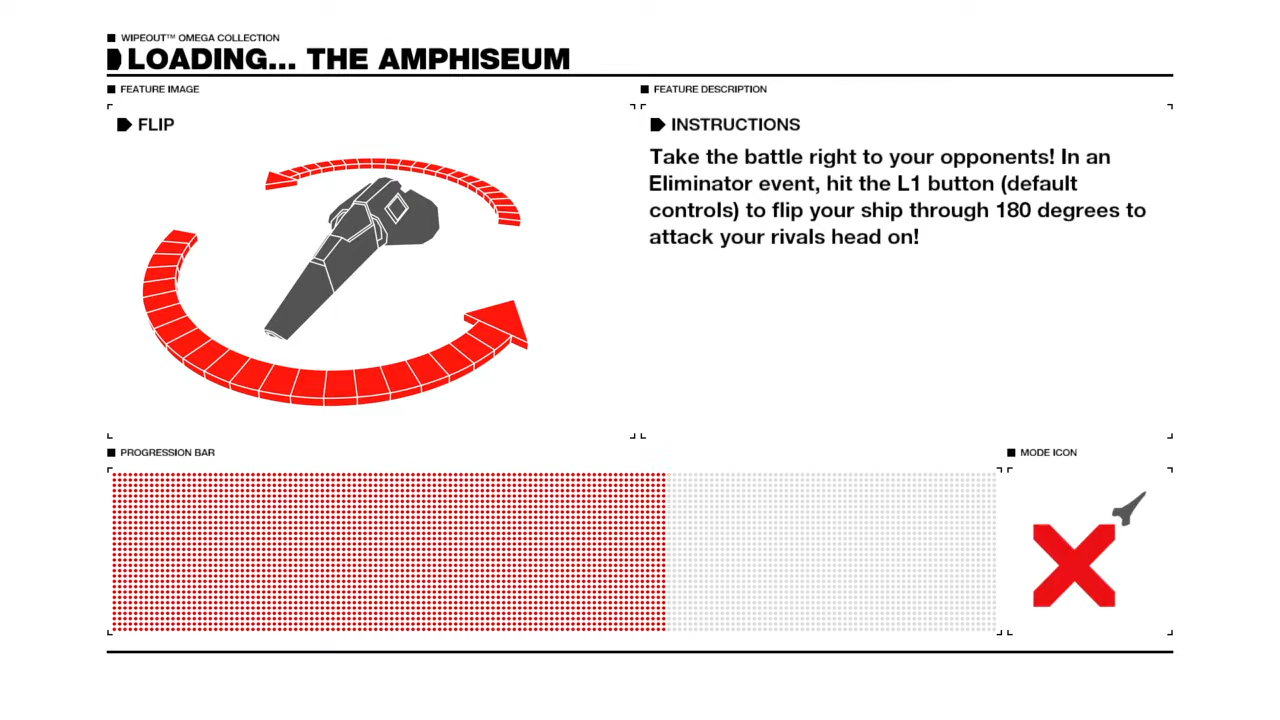 WIPEOUT™ OMEGA COLLECTION
LOADING... THE AMPHISEUM
FEATURE IMAGE
FLIP
FEATURE DESCRIPTION
INSTRUCTIONS
Take the battle right to your opponents! In an
Eliminator event, hit the L1 button (default
controls) to flip your ship through 180 degrees to
attack your rivals head on!
PROGRESSION BAR
MODE ICON